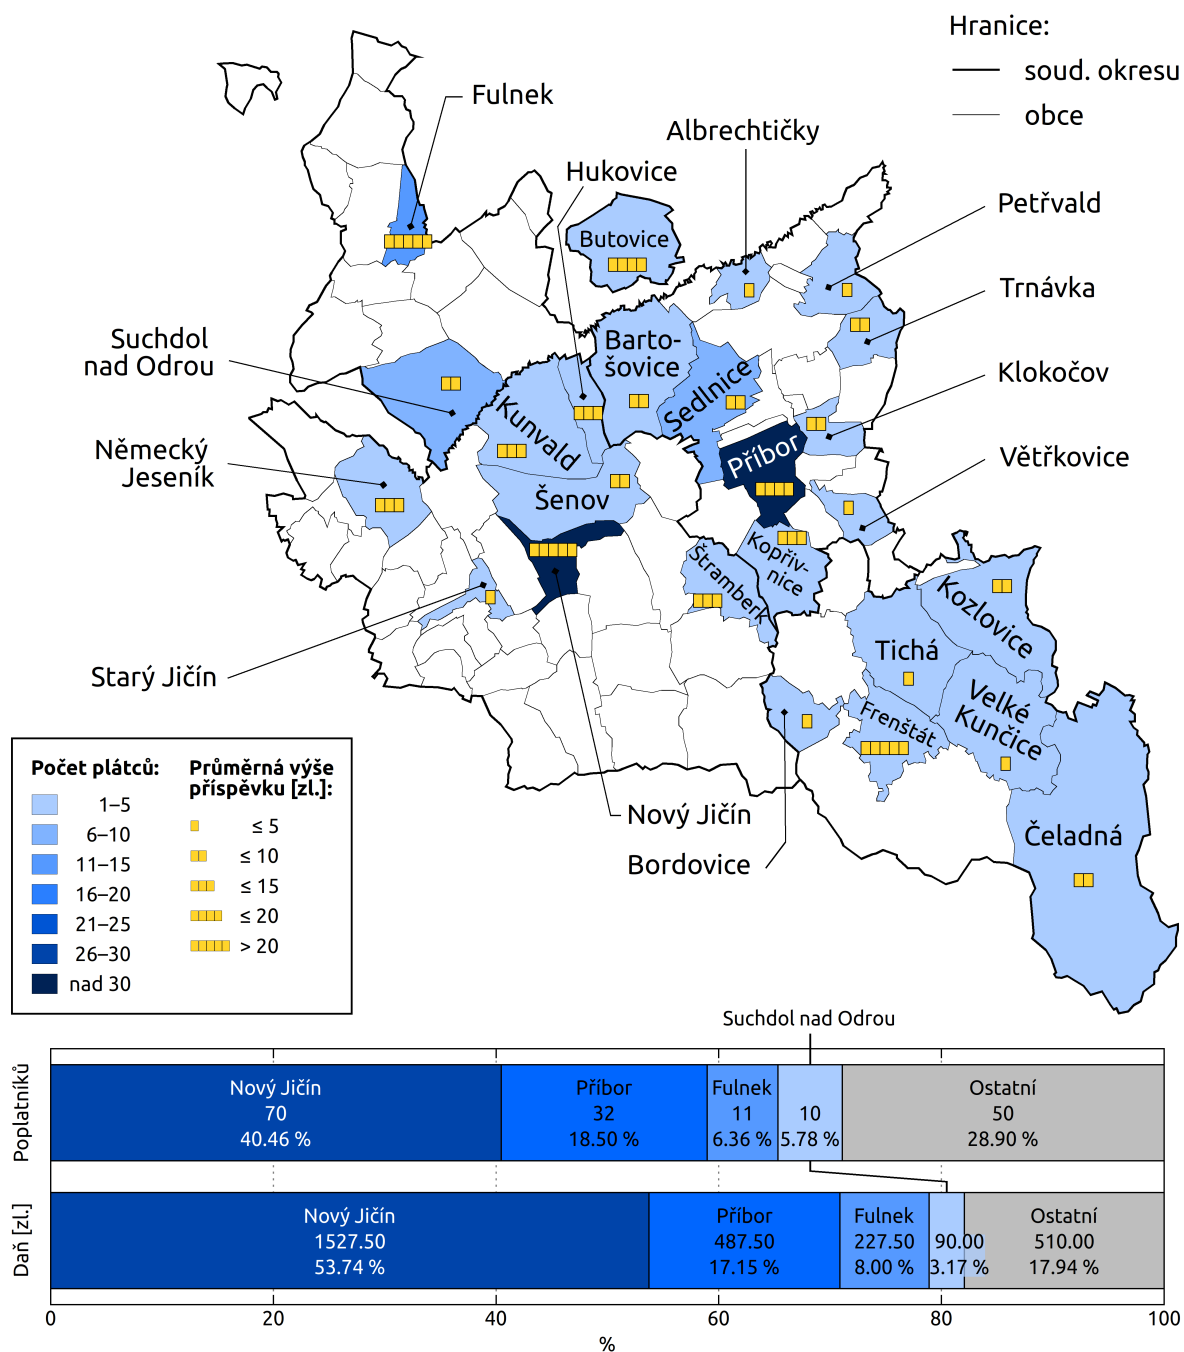 Hranice:
soud. okresu
obce
Fulnek
Albrechtičky
Hukovice
Petřvald
Butovice
Trnávka
Suchdol
nad Odrou
Barto-
šovice
Klokočov
Sedlnice
Kunvald
Německý
Jeseník
Příbor
Větřkovice
Šenov
Kopřiv-
nice
Štramberk
Kozlovice
Tichá
Starý Jičín
Velké
Kunčice
Frenštát
Nový Jičín
Čeladná
Bordovice
Počet plátců:
1–5
6–10
11–15
16–20
21–25
26–30
nad 30
Průměrná výše
příspěvku [zl.]:
≤ 5
≤ 10
≤ 15
≤ 20
> 20
Suchdol nad Odrou
Poplatníků
Nový Jičín
70
40.46 %
Příbor
32
18.50 %
Fulnek
11
6.36 %
10
5.78 %
Ostatní
50
28.90 %
Daň [zl.]
Nový Jičín
1527.50
53.74 %
Příbor
487.50
17.15 %
Fulnek
227.50
8.00 %
90.00
3.17 %
Ostatní
510.00
17.94 %
0 20 40 60 80 100
%